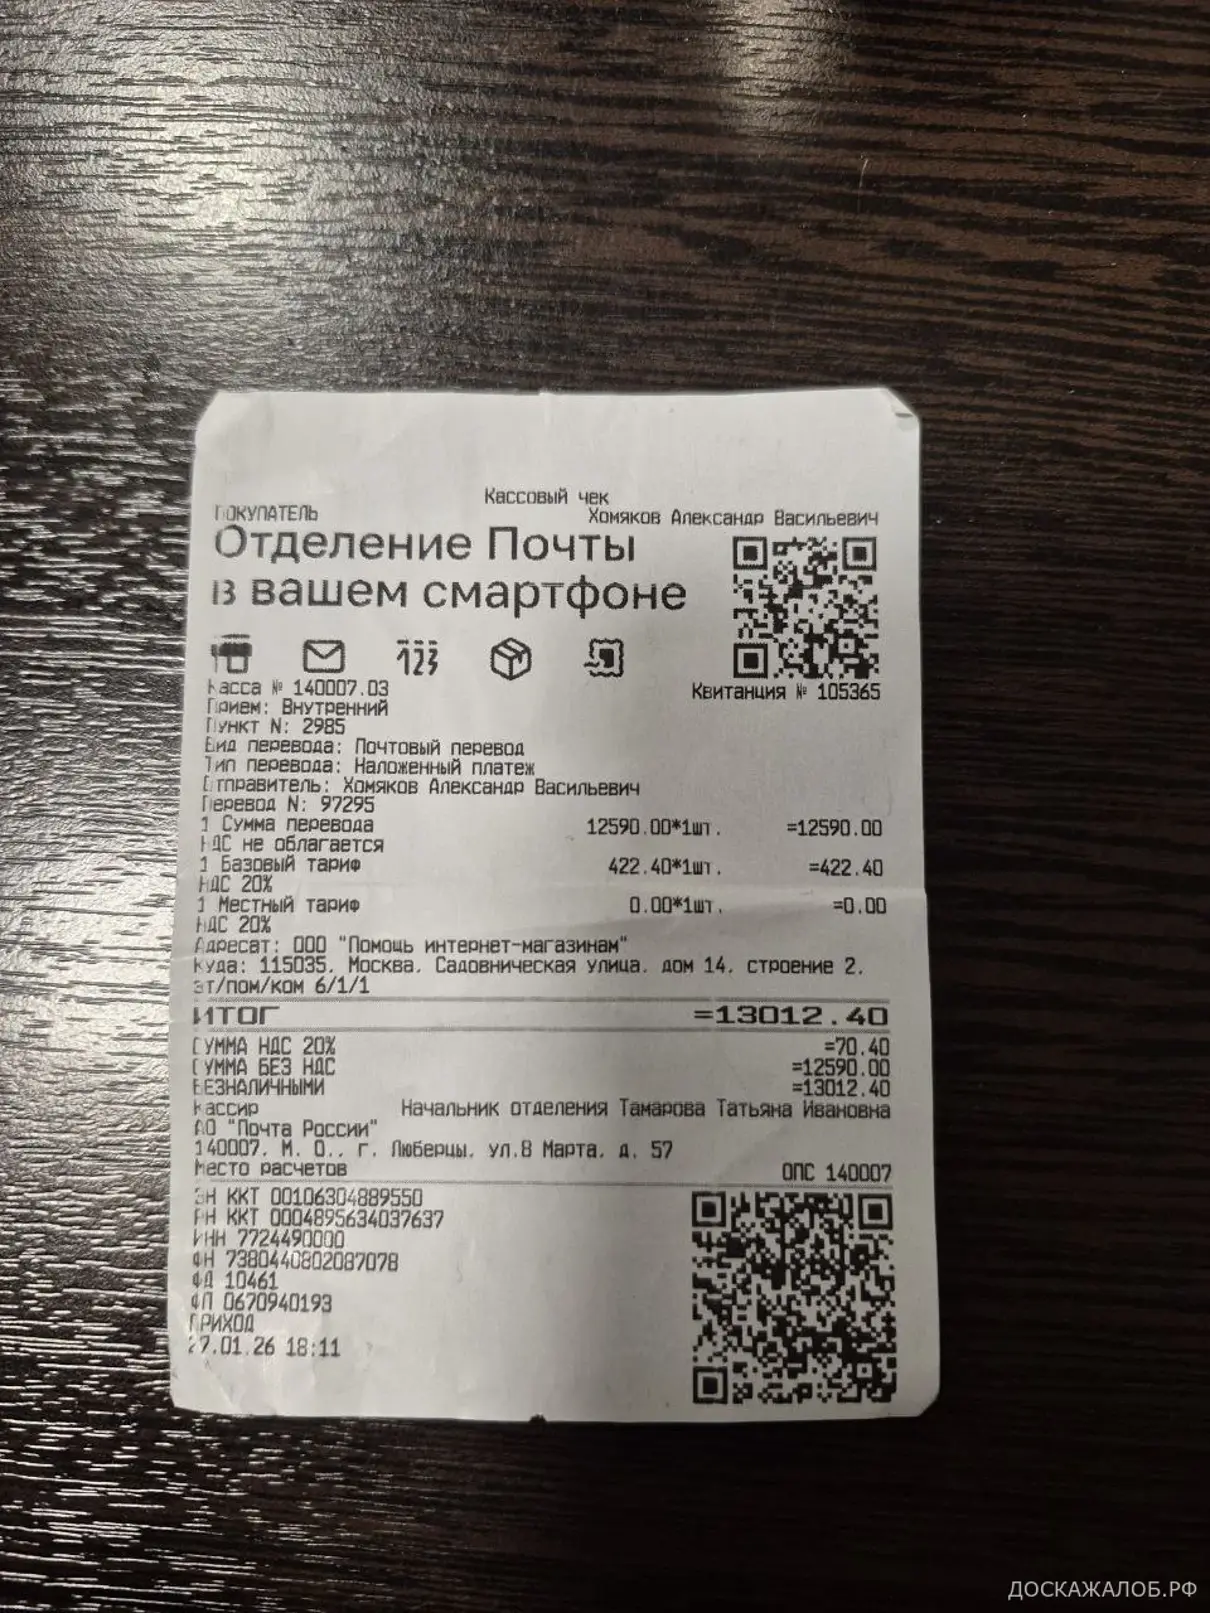 Кассовый чек
ПОКУПАТЕЛЬ Хомяков Александр Васильевич
Отделение Почты
в вашем смартфоне
123
Касса № 140007.03 Квитанция № 105365
Прием: Внутренний
Пункт N: 2985
Вид перевода: Почтовый перевод
Тип перевода: Наложенный платеж
Отправитель: Хомяков Александр Васильевич
Перевод N: 97295
1 Сумма перевода 12590.00*1шт. =12590.00
НДС не облагается
1 Базовый тариф 422.40*1шт. =422.40
НДС 20%
1 Местный тариф 0.00*1шт. =0.00
НДС 20%
Адресат: ООО "Помощь интернет-магазинам"
Куда: 115035, Москва, Садовническая улица, дом 14, строение 2,
эт/пом/ком 6/1/1
ИТОГ =13012.40
СУММА НДС 20% =70.40
СУММА БЕЗ НДС =12590.00
БЕЗНАЛИЧНЫМИ =13012.40
Кассир Начальник отделения Тамарова Татьяна Ивановна
АО "Почта России"
140007, М. О., г. Люберцы, ул.8 Марта, д. 57
Место расчетов ОПС 140007
ЗН ККТ 00106304889550
РН ККТ 0004895634037637
ИНН 7724490000
ФН 7380440802087078
ФД 10461
ФП 0670940193
ПРИХОД
27.01.26 18:11
ДОСКАЖАЛОБ.РФ